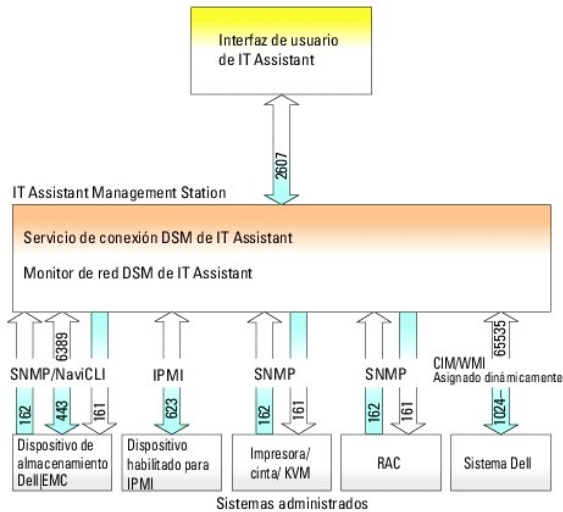 Interfaz de usuario
de IT Assistant
2607
IT Assistant Management Station
Servicio de conexión DSM de IT Assistant
Monitor de red DSM de IT Assistant
6389
65535
SNMP/NaviCLI
IPMI
SNMP
SNMP
CIM/WMI
Asignado dinámicamente
162
443
161
623
162
161
162
161
1024–
Dispositivo de
almacenamiento
Dell|EMC
Dispositivo
habilitado para
IPMI
Impresora/
cinta/ KVM
RAC
Sistema Dell
Sistemas administrados